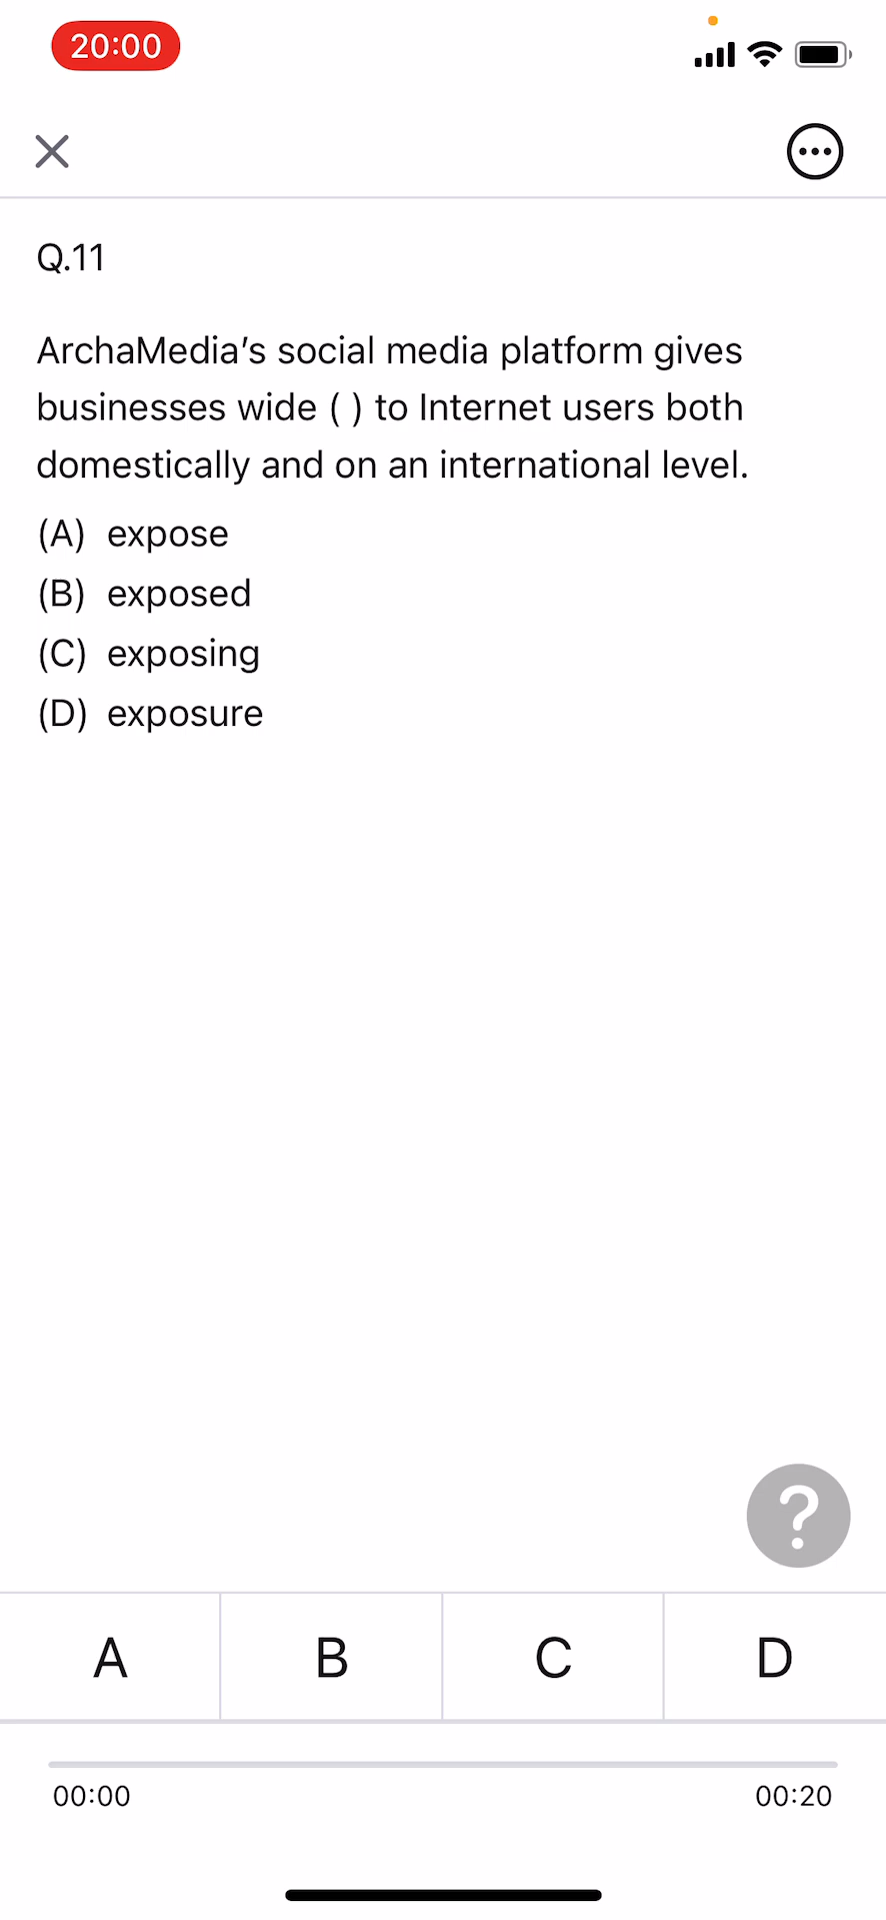 20:00
Q.11
ArchaMedia's social media platform gives
businesses wide ( ) to Internet users both
domestically and on an international level.
(A) expose
(B) exposed
(C) exposing
(D) exposure
?
A B C D
00:00 00:20